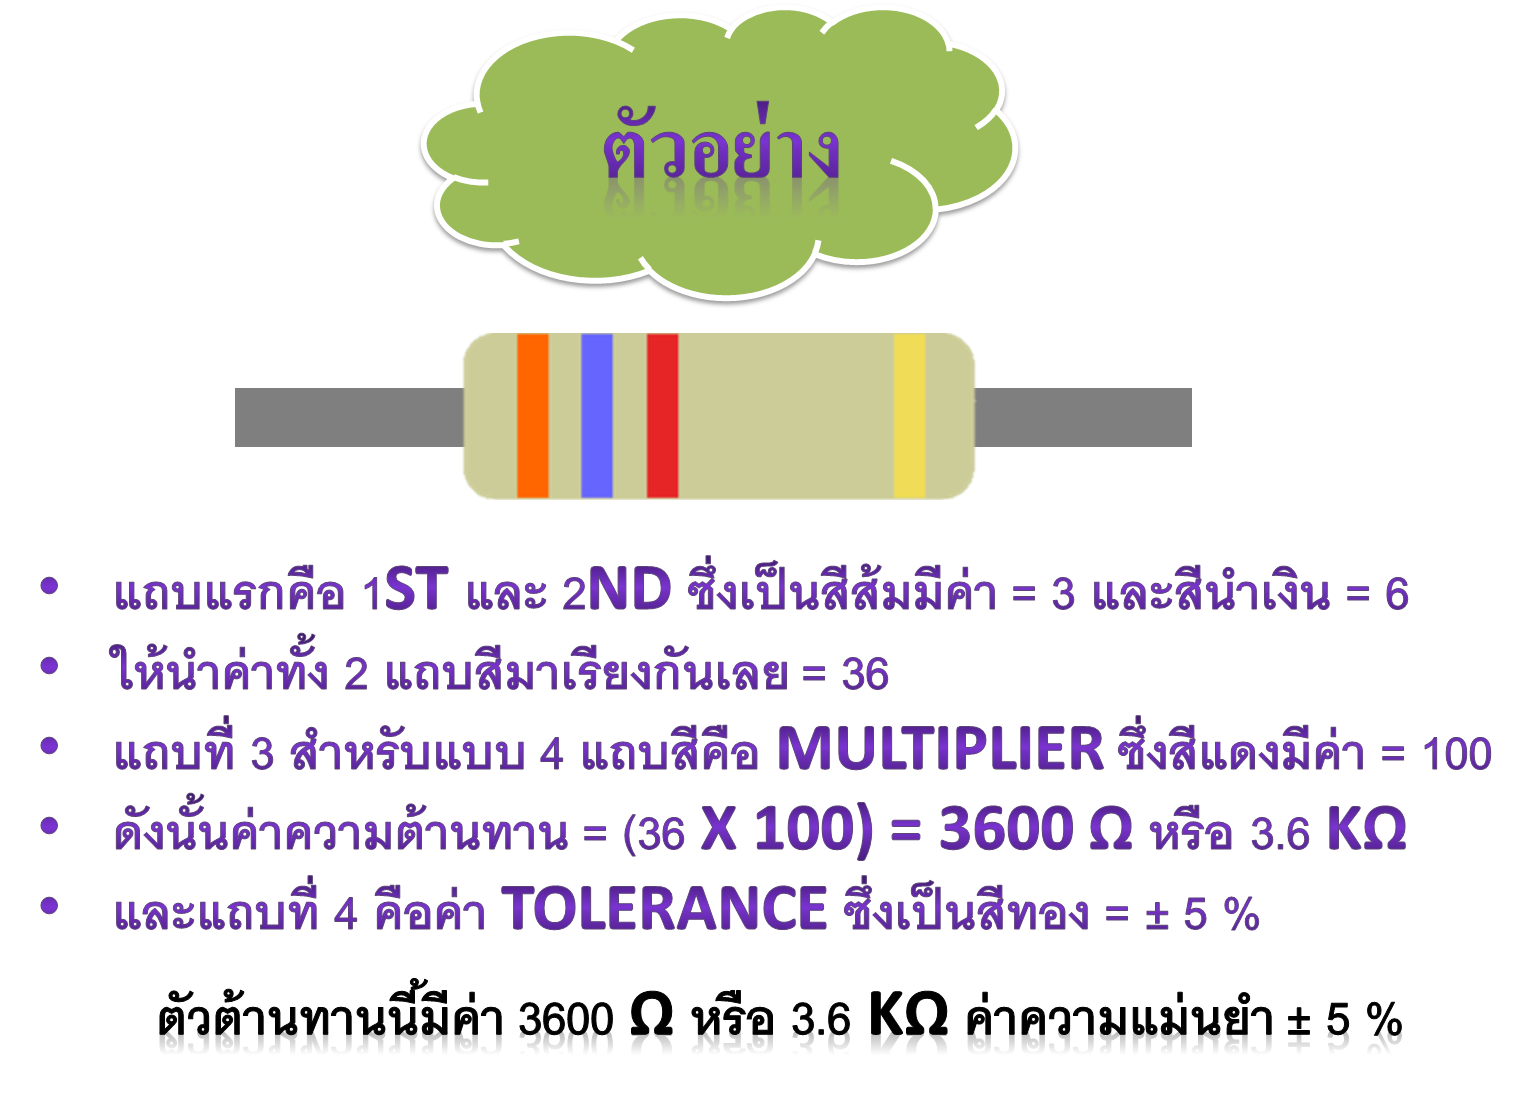 ตัวอย่าง
• แถบแรกคือ 1ST และ 2ND ซึ่งเป็นสีส้มมีค่า = 3 และสีนำเงิน = 6
• ให้นำค่าทั้ง 2 แถบสีมาเรียงกันเลย = 36
• แถบที่ 3 สำหรับแบบ 4 แถบสีคือ MULTIPLIER ซึ่งสีแดงมีค่า = 100
• ดังนั้นค่าความต้านทาน = (36 X 100) = 3600 Ω หรือ 3.6 KΩ
• และแถบที่ 4 คือค่า TOLERANCE ซึ่งเป็นสีทอง = ± 5 %
ตัวต้านทานนี้มีค่า 3600 Ω หรือ 3.6 KΩ ค่าความแม่นยำ ± 5 %